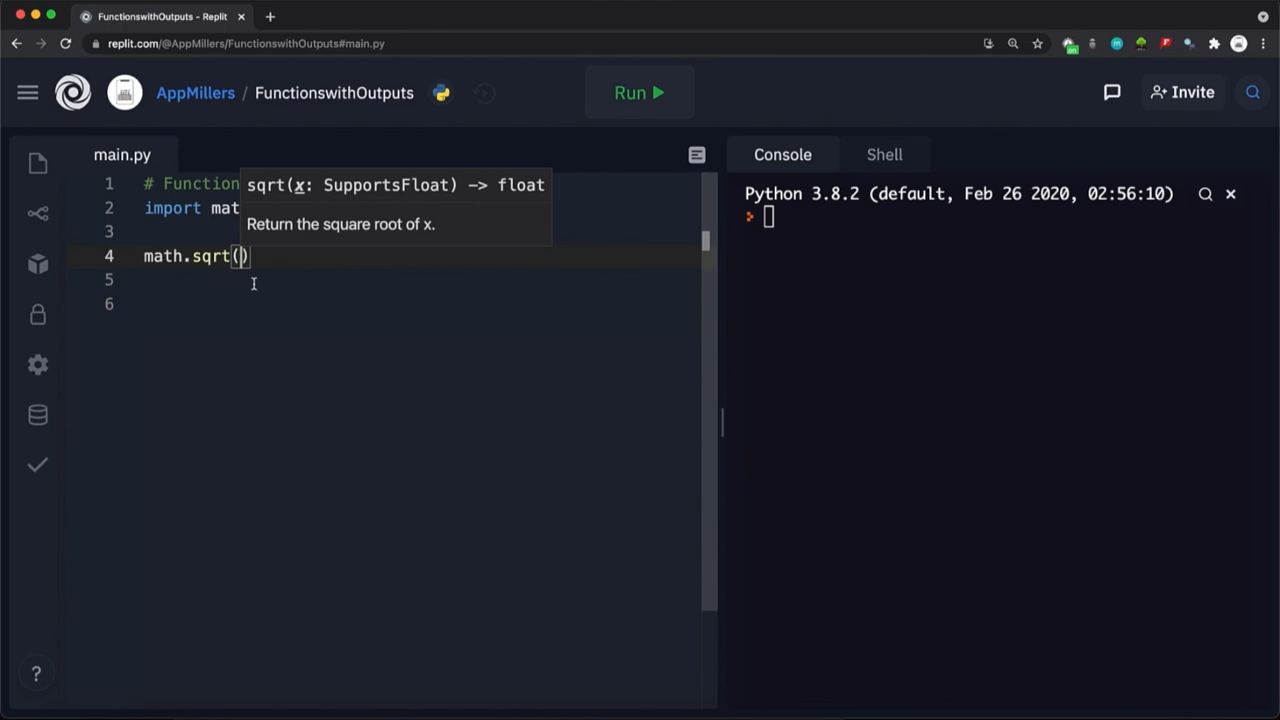 FunctionswithOutputs - Replit
replit.com/@AppMillers/FunctionswithOutputs#main.py
AppMillers / FunctionswithOutputs
Run
Invite
main.py
Console
Shell
1 # Function
2 import mat
3
4 math.sqrt()
5
6
sqrt(x: SupportsFloat) -> float
Return the square root of x.
Python 3.8.2 (default, Feb 26 2020, 02:56:10)
?